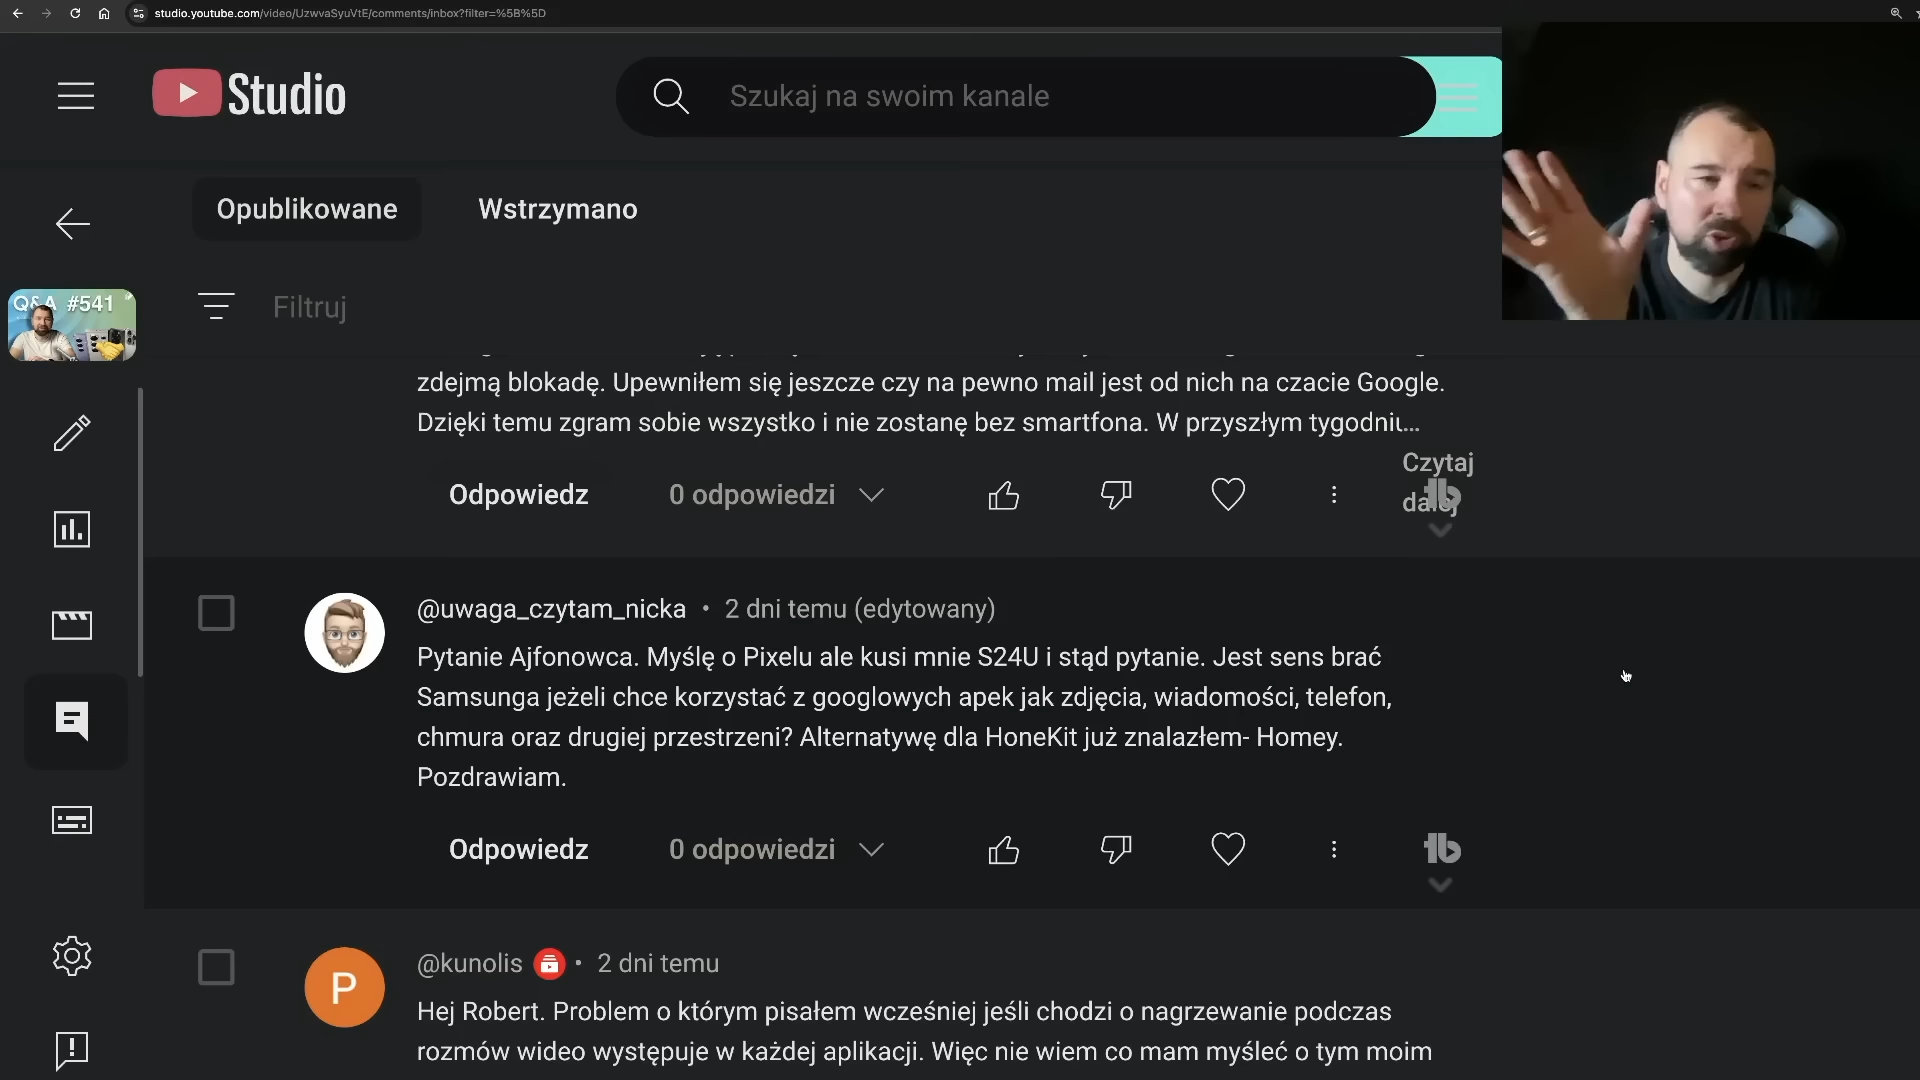 studio.youtube.com/video/UzwvaSyuVtE/comments/inbox?filter=%5B%5D
Studio
Szukaj na swoim kanale
Opublikowane
Wstrzymano
Q&A #541
Filtruj
zdejmą blokadę. Upewniłem się jeszcze czy na pewno mail jest od nich na czacie Google.
Dzięki temu zgram sobie wszystko i nie zostanę bez smartfona. W przyszłym tygodniu...
Czytaj
dalej
Odpowiedz
0 odpowiedzi
@uwaga_czytam_nicka • 2 dni temu (edytowany)
Pytanie Ajfonowca. Myślę o Pixelu ale kusi mnie S24U i stąd pytanie. Jest sens brać
Samsunga jeżeli chce korzystać z googlowych apek jak zdjęcia, wiadomości, telefon,
chmura oraz drugiej przestrzeni? Alternatywę dla HoneKit już znalazłem- Homey.
Pozdrawiam.
Odpowiedz
0 odpowiedzi
@kunolis • 2 dni temu
P
Hej Robert. Problem o którym pisałem wcześniej jeśli chodzi o nagrzewanie podczas
rozmów wideo występuje w każdej aplikacji. Więc nie wiem co mam myśleć o tym moim